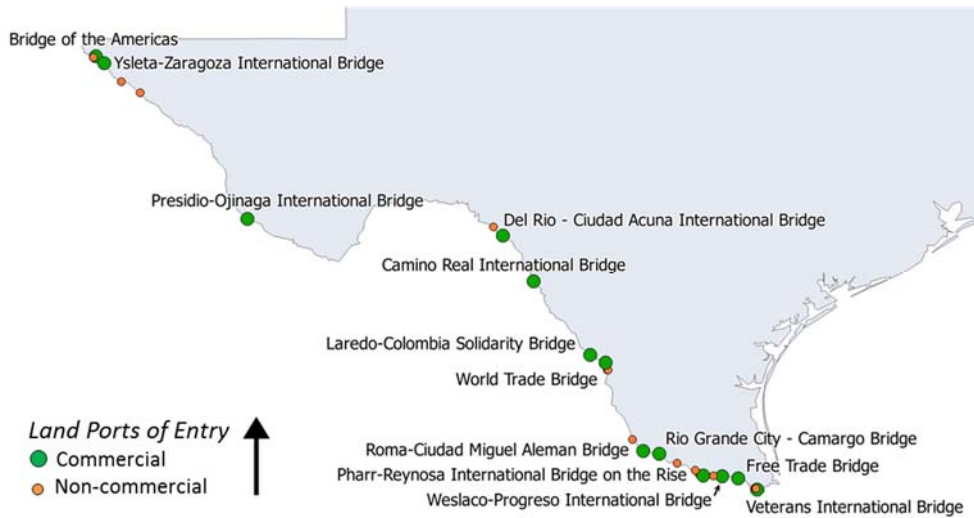 Bridge of the Americas
Ysleta-Zaragoza International Bridge
Presidio-Ojinaga International Bridge
Del Rio - Ciudad Acuna International Bridge
Camino Real International Bridge
Laredo-Colombia Solidarity Bridge
World Trade Bridge
Rio Grande City - Camargo Bridge
Roma-Ciudad Miguel Aleman Bridge
Free Trade Bridge
Pharr-Reynosa International Bridge on the Rise
Weslaco-Progreso International Bridge
Veterans International Bridge
Land Ports of Entry
Commercial
Non-commercial